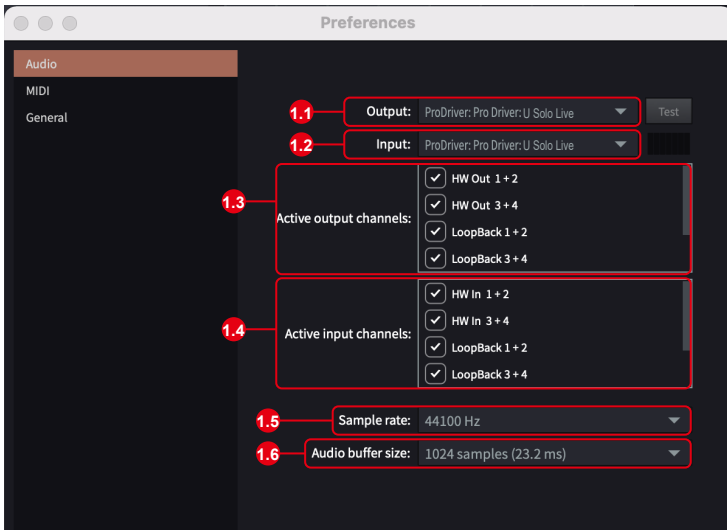 Preferences
Audio
MIDI
General
1.1 Output: ProDriver: Pro Driver: U Solo Live Test
1.2 Input: ProDriver: Pro Driver: U Solo Live
1.3 Active output channels:
HW Out 1 + 2
HW Out 3 + 4
LoopBack 1 + 2
LoopBack 3 + 4
1.4 Active input channels:
HW In 1 + 2
HW In 3 + 4
LoopBack 1 + 2
LoopBack 3 + 4
1.5 Sample rate: 44100 Hz
1.6 Audio buffer size: 1024 samples (23.2 ms)